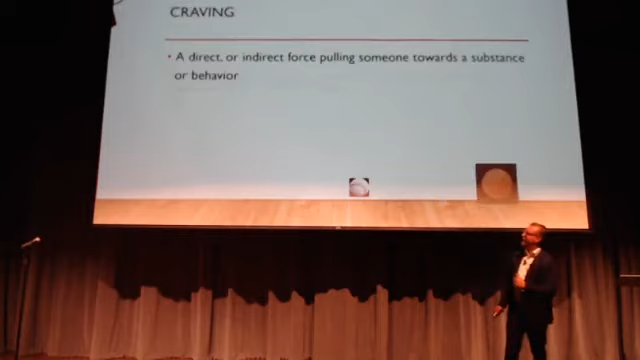 CRAVING
• A direct, or indirect force pulling someone towards a substance
or behavior